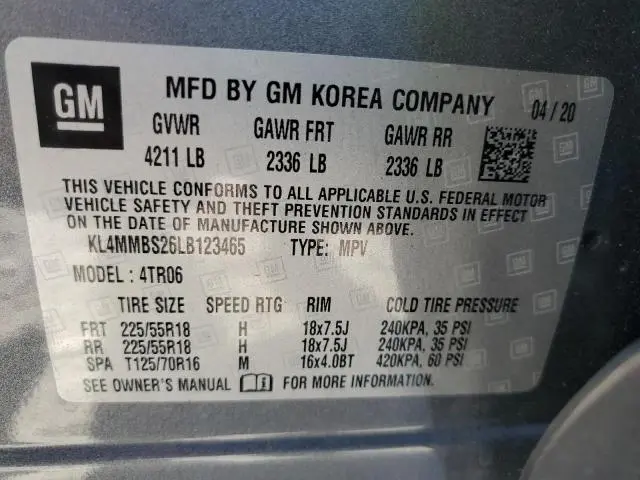 GM
MFD BY GM KOREA COMPANY 04 / 20
GVWR GAWR FRT GAWR RR
4211 LB 2336 LB 2336 LB
THIS VEHICLE CONFORMS TO ALL APPLICABLE U.S. FEDERAL MOTOR
VEHICLE SAFETY AND THEFT PREVENTION STANDARDS IN EFFECT
ON THE DATE OF MANUFACTURE SHOWN ABOVE.
KL4MMBS26LB123465 TYPE: MPV
MODEL : 4TR06
TIRE SIZE SPEED RTG RIM COLD TIRE PRESSURE
FRT 225/55R18 H 18x7.5J 240KPA, 35 PSI
RR 225/55R18 H 18x7.5J 240KPA, 35 PSI
SPA T125/70R16 M 16x4.0BT 420KPA, 60 PSI
SEE OWNER'S MANUAL FOR MORE INFORMATION.